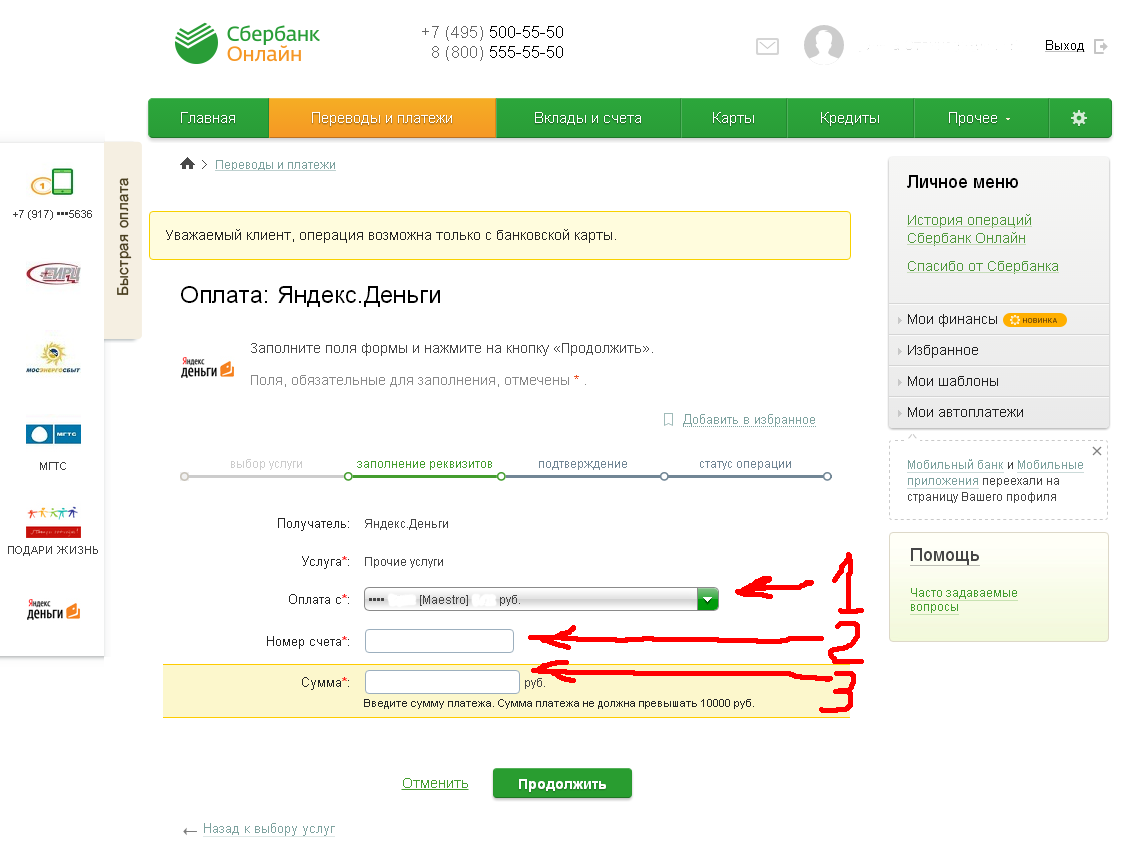 Сбербанк
Онлайн
+7 (495) 500-55-50
8 (800) 555-55-50
Выход
Главная
Переводы и платежи
Вклады и счета
Карты
Кредиты
Прочее
Быстрая оплата
+7 (917) •••5636
ЕИРЦ
МОСЭНЕРГОСБЫТ
МГТС
МГТС
ПОДАРИ ЖИЗНЬ
Яндекс
деньги
Переводы и платежи
Уважаемый клиент, операция возможна только с банковской карты.
Оплата: Яндекс.Деньги
Яндекс
деньги
Заполните поля формы и нажмите на кнопку «Продолжить».
Поля, обязательные для заполнения, отмечены * .
Добавить в избранное
выбор услуги
заполнение реквизитов
подтверждение
статус операции
Получатель: Яндекс.Деньги
Услуга*: Прочие услуги
Оплата с*: •••• [Maestro] руб.
1
Номер счета*:
2
Сумма*: руб.
3
Введите сумму платежа. Сумма платежа не должна превышать 10000 руб.
Отменить
Продолжить
← Назад к выбору услуг
Личное меню
История операций
Сбербанк Онлайн
Спасибо от Сбербанка
Мои финансы НОВИНКА
Избранное
Мои шаблоны
Мои автоплатежи
Мобильный банк и Мобильные
приложения переехали на
страницу Вашего профиля
Помощь
Часто задаваемые
вопросы